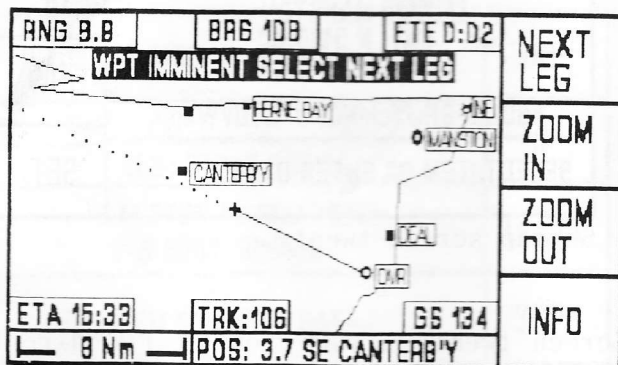 RNG 9.8 BRG 108 ETE 0:02
NEXT
LEG
WPT IMMINENT SELECT NEXT LEG
HERNE BAY
NE
MANSTON
ZOOM
IN
CANTERB'Y
ZOOM
OUT
DEAL
DVR
ETA 15:33 TRK:106 GS 134
INFO
8 Nm POS: 3.7 SE CANTERB'Y